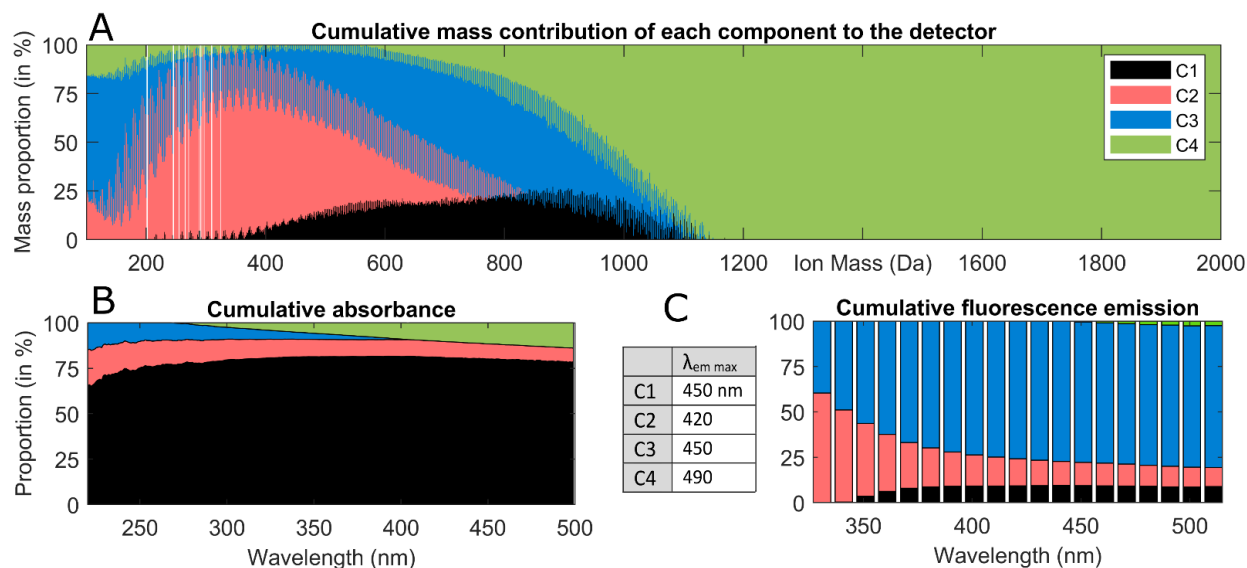 A
Cumulative mass contribution of each component to the detector
Mass proportion (in %)
100
75
50
25
0
C1
C2
C3
C4
200
400
600
800
1000
1200
Ion Mass (Da)
1600
1800
2000
B
Cumulative absorbance
Proportion (in %)
100
75
50
25
0
250
300
350
400
450
500
Wavelength (nm)
C
λem max
C1 450 nm
C2 420
C3 450
C4 490
Cumulative fluorescence emission
100
75
50
25
0
350
400
450
500
Wavelength (nm)